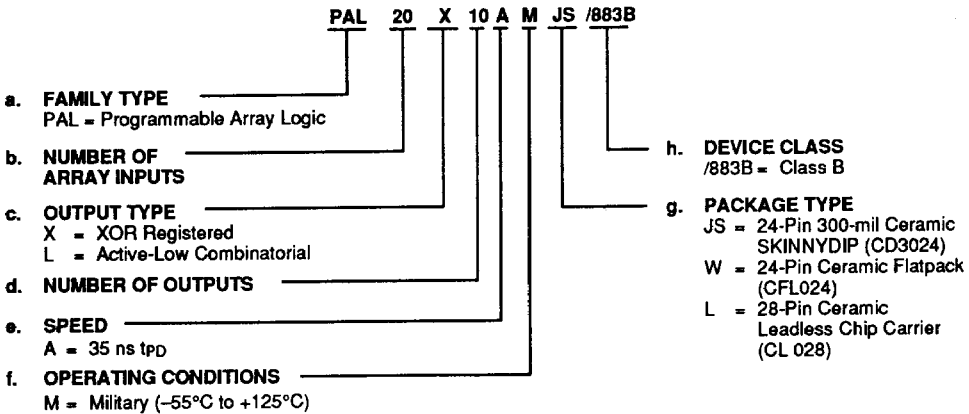 PAL 20 X 10 A M JS /883B
a. FAMILY TYPE
PAL = Programmable Array Logic
b. NUMBER OF
ARRAY INPUTS
c. OUTPUT TYPE
X = XOR Registered
L = Active-Low Combinatorial
d. NUMBER OF OUTPUTS
e. SPEED
A = 35 ns tPD
f. OPERATING CONDITIONS
M = Military (–55°C to +125°C)
h. DEVICE CLASS
/883B = Class B
g. PACKAGE TYPE
JS = 24-Pin 300-mil Ceramic
SKINNYDIP (CD3024)
W = 24-Pin Ceramic Flatpack
(CFL024)
L = 28-Pin Ceramic
Leadless Chip Carrier
(CL 028)